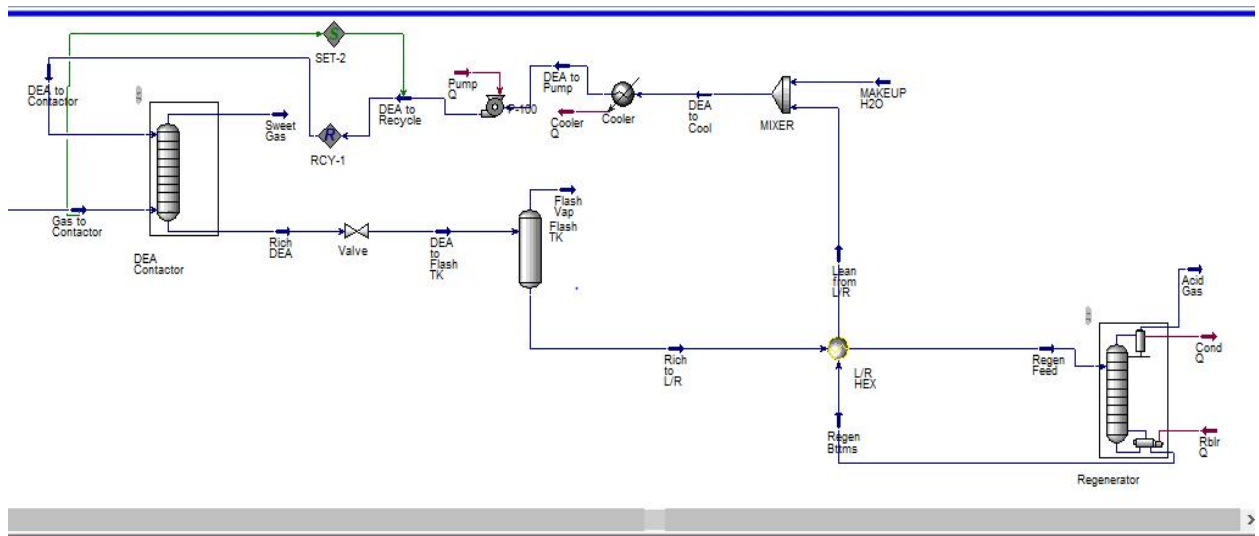 S
SET-2
DEA to
Contactor
Pump
Q
P-100
DEA to
Pump
Cooler
Q
Cooler
DEA
to
Cool
MAKEUP
H2O
MIXER
Sweet
Gas
DEA to
Recycle
R
RCY-1
Gas to
Contactor
DEA
Contactor
Rich
DEA
Valve
DEA
to
Flash
TK
Flash
Vap
Flash
TK
Lean
from
L/R
Rich
to
L/R
L/R
HEX
Regen
Bttms
Regen
Feed
Acid
Gas
Cond
Q
Rblr
Q
Regenerator